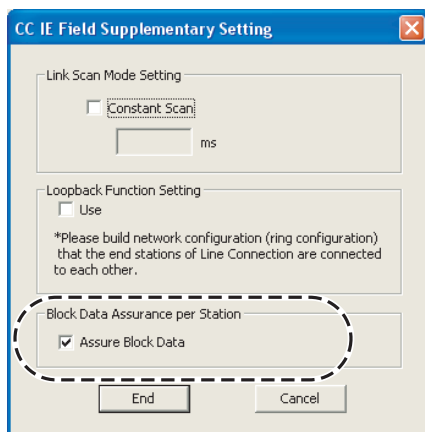 CC IE Field Supplementary Setting
Link Scan Mode Setting
Constant Scan
ms
Loopback Function Setting
Use
*Please build network configuration (ring configuration)
that the end stations of Line Connection are connected
to each other.
Block Data Assurance per Station
Assure Block Data
End
Cancel